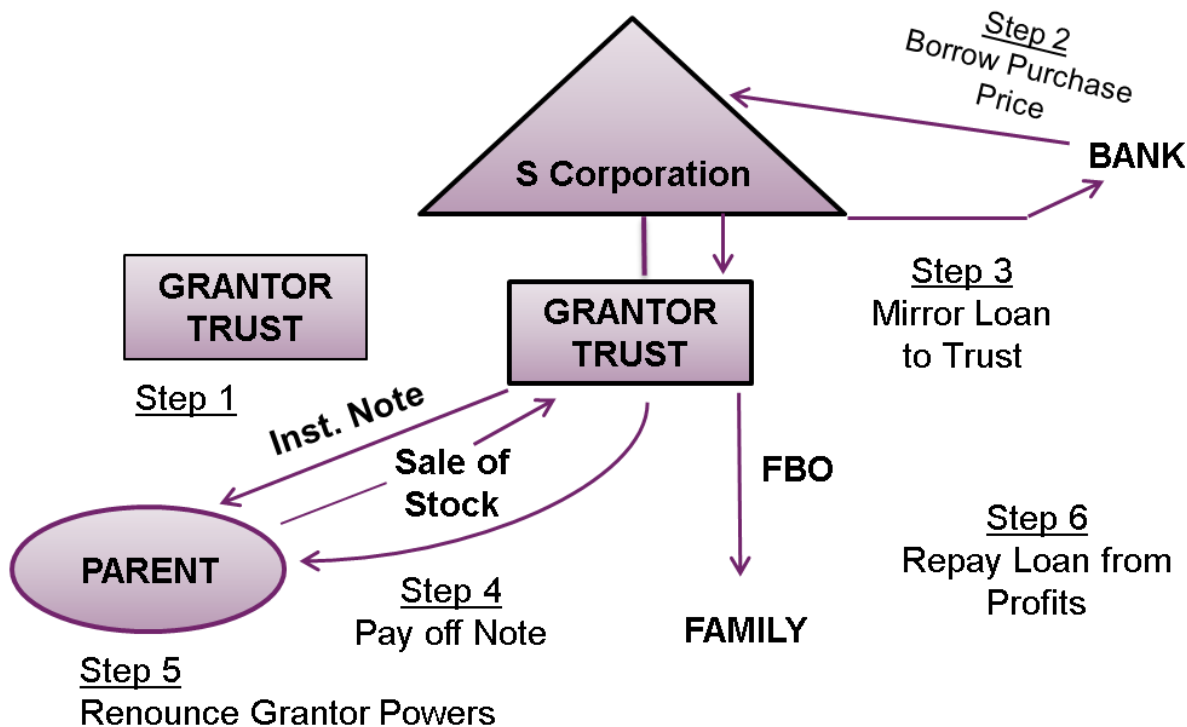 Step 2
Borrow Purchase
Price
BANK
S Corporation
GRANTOR
TRUST
Step 1
GRANTOR
TRUST
Step 3
Mirror Loan
to Trust
Inst. Note
Sale of
Stock
FBO
PARENT
Step 4
Pay off Note
FAMILY
Step 6
Repay Loan from
Profits
Step 5
Renounce Grantor Powers